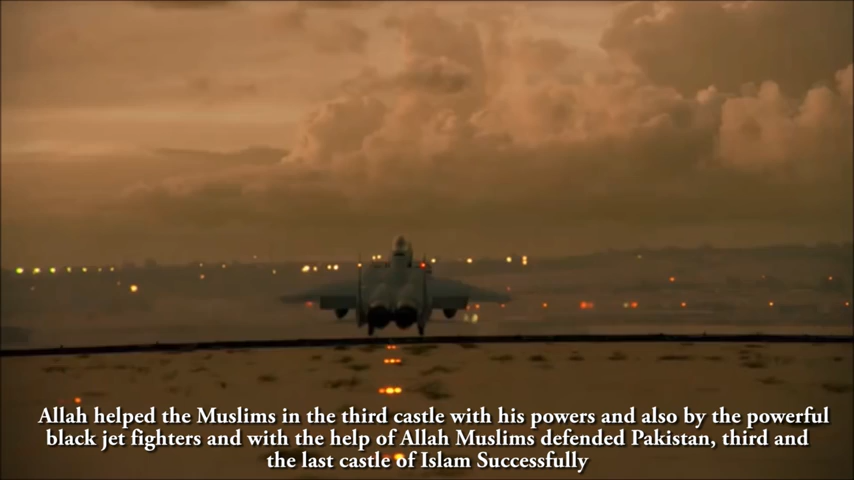 Allah helped the Muslims in the third castle with his powers and also by the powerful
black jet fighters and with the help of Allah Muslims defended Pakistan, third and
the last castle of Islam Successfully